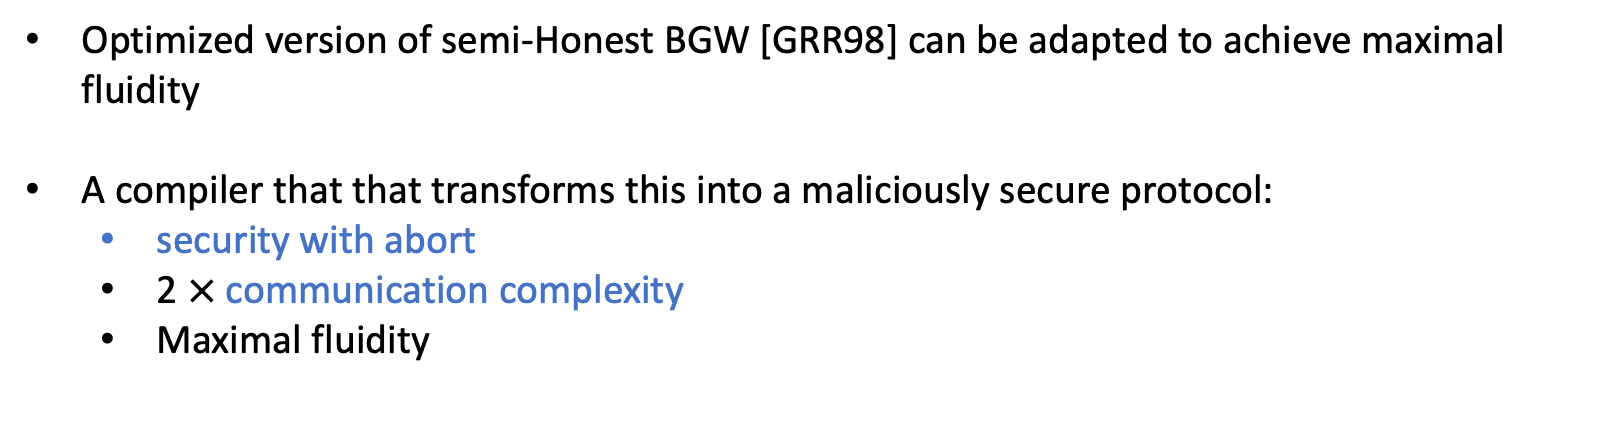 • Optimized version of semi-Honest BGW [GRR98] can be adapted to achieve maximal
fluidity
• A compiler that that transforms this into a maliciously secure protocol:
• security with abort
• 2 × communication complexity
• Maximal fluidity